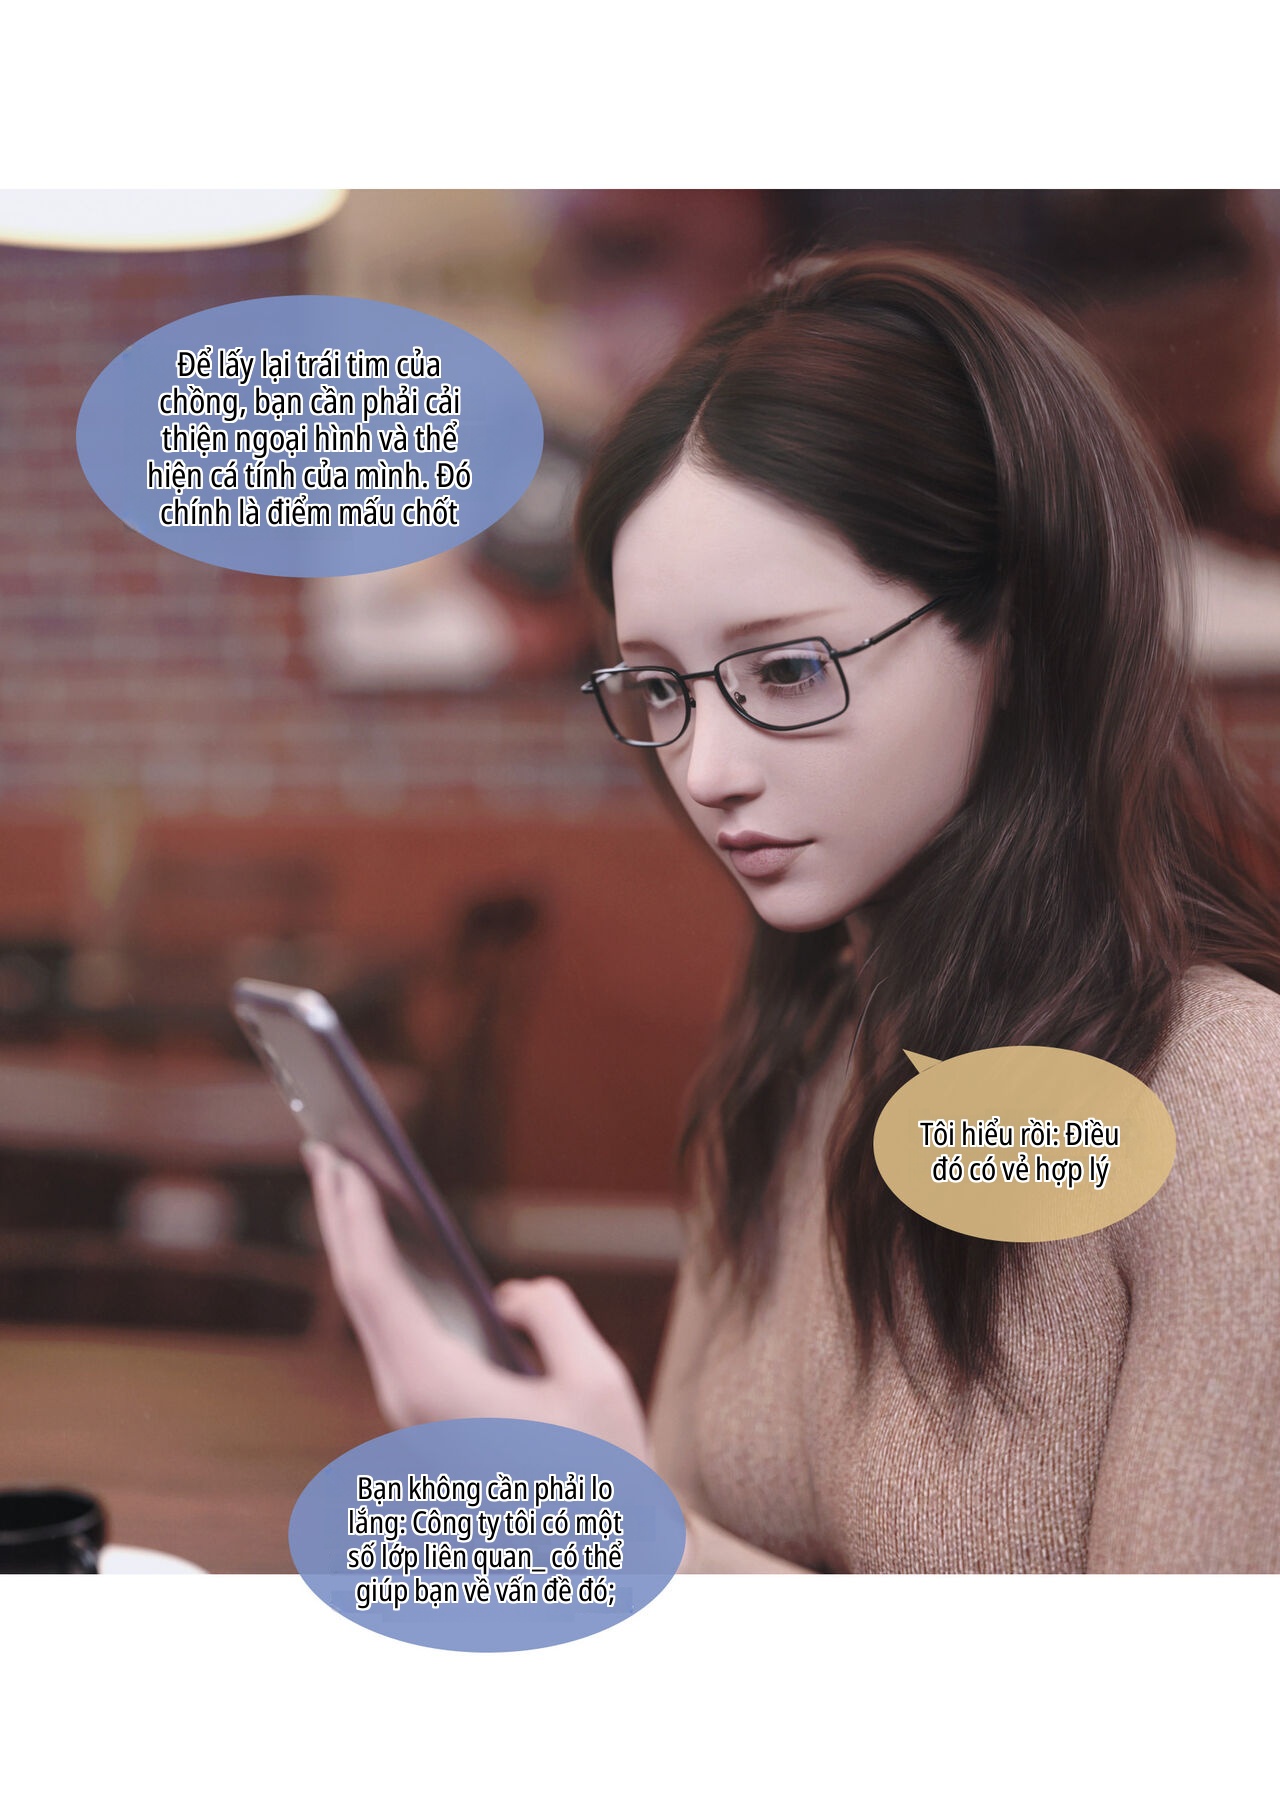 Để lấy lại trái tim của
chồng, bạn cần phải cải
thiện ngoại hình và thể
hiện cá tính của mình. Đó
chính là điểm mấu chốt
Tôi hiểu rồi: Điều
đó có vẻ hợp lý
Bạn không cần phải lo
lắng: Công ty tôi có một
số lớp liên quan_ có thể
giúp bạn về vấn đề đó;